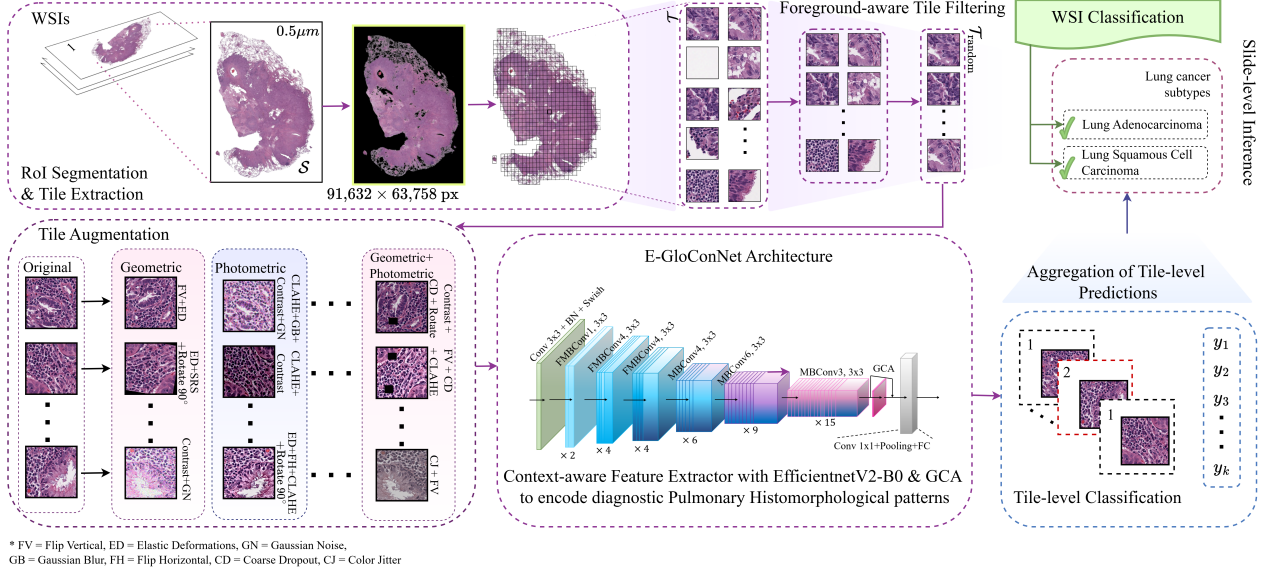 WSIs
0.5μm
S
RoI Segmentation
& Tile Extraction
91,632 × 63,758 px
T
Foreground-aware Tile Filtering
T random
WSI Classification
Lung cancer
subtypes
Lung Adenocarcinoma
Lung Squamous Cell
Carcinoma
Slide-level Inference
Tile Augmentation
Original
Geometric
Photometric
Geometric+
Photometric
FV+ED
CLAHE+GB+
Contrast+GN
Contrast +
CD + Rotate
ED+SRS
+Rotate 90°
CLAHE+
Contrast
FV + CD
+ CLAHE
Contrast+GN
ED+FH+CLAHE
+Rotate 90°
CJ + FV
E-GloConNet Architecture
Conv 3x3 + BN + Swish
FMBConv1, 3x3
FMBConv4, 3x3
FMBConv4, 3x3
MBConv4, 3x3
MBConv6, 3x3
MBConv3, 3x3
GCA
× 2
× 4
× 4
× 6
× 9
× 15
Conv 1x1+Pooling+FC
Context-aware Feature Extractor with EfficientnetV2-B0 & GCA
to encode diagnostic Pulmonary Histomorphological patterns
Aggregation of Tile-level
Predictions
1
2
1
y1
y2
y3
yk
Tile-level Classification
* FV = Flip Vertical, ED = Elastic Deformations, GN = Gaussian Noise,
GB = Gaussian Blur, FH = Flip Horizontal, CD = Coarse Dropout, CJ = Color Jitter